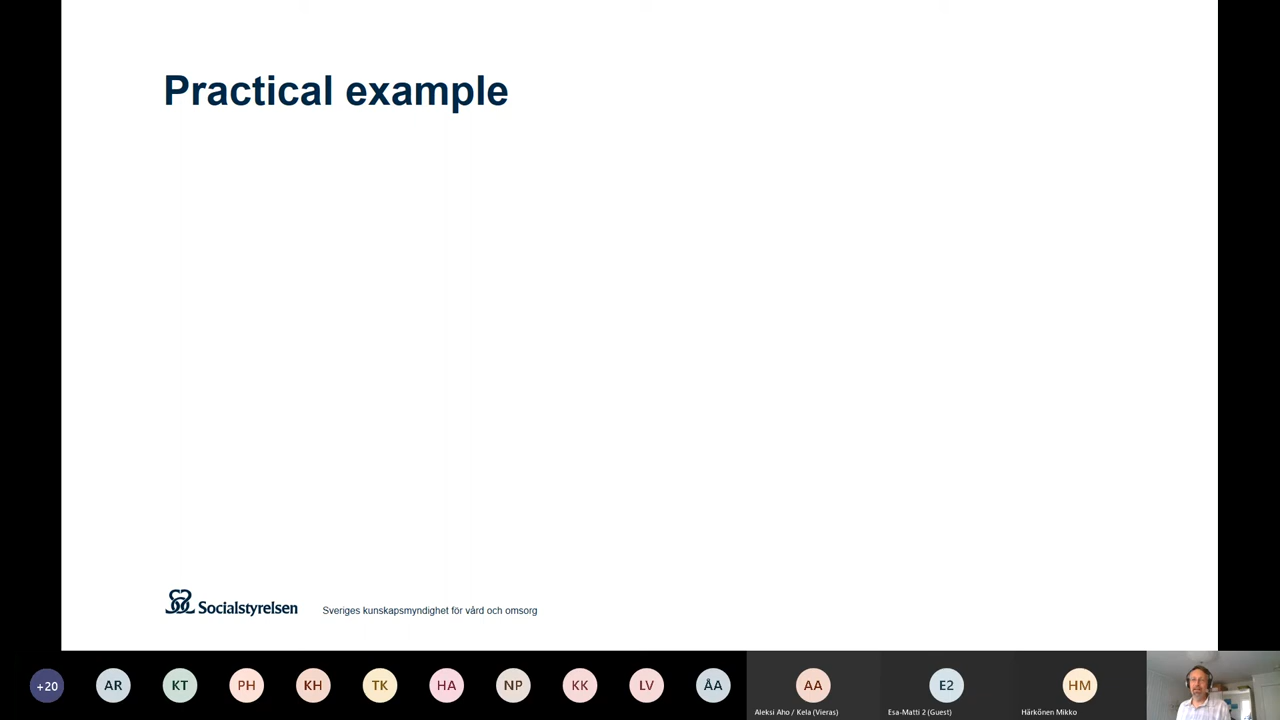 Practical example
Socialstyrelsen
Sveriges kunskapsmyndighet för vård och omsorg
+20
AR
KT
PH
KH
TK
HA
NP
KK
LV
ÅA
AA
E2
HM
Aleksi Aho / Kela (Vieras)
Esa-Matti 2 (Guest)
Härkönen Mikko